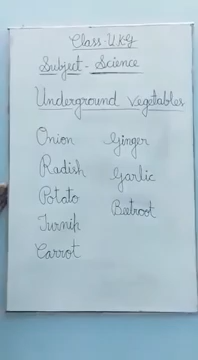 Class-UKG
Subject - Science
Underground vegetables
Onion
Radish
Potato
Turnip
Carrot
Ginger
Garlic
Beetroot